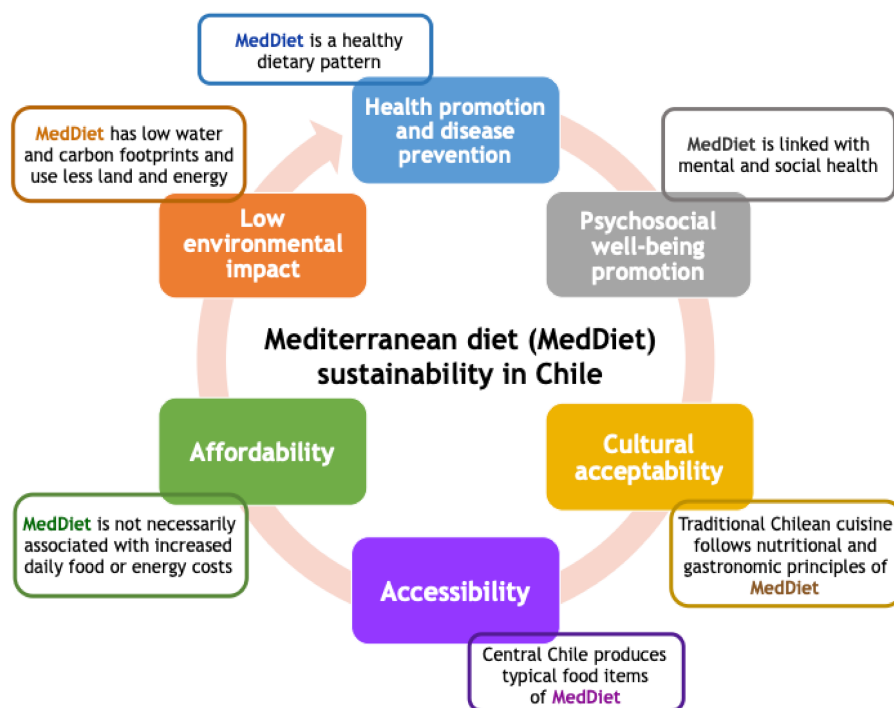 MedDiet is a healthy
dietary pattern
Health promotion
and disease
prevention
MedDiet is linked with
mental and social health
Psychosocial
well-being
promotion
Cultural
acceptability
Traditional Chilean cuisine
follows nutritional and
gastronomic principles of
MedDiet
Accessibility
Central Chile produces
typical food items
of MedDiet
Affordability
MedDiet is not necessarily
associated with increased
daily food or energy costs
Low
environmental
impact
MedDiet has low water
and carbon footprints and
use less land and energy
Mediterranean diet (MedDiet)
sustainability in Chile